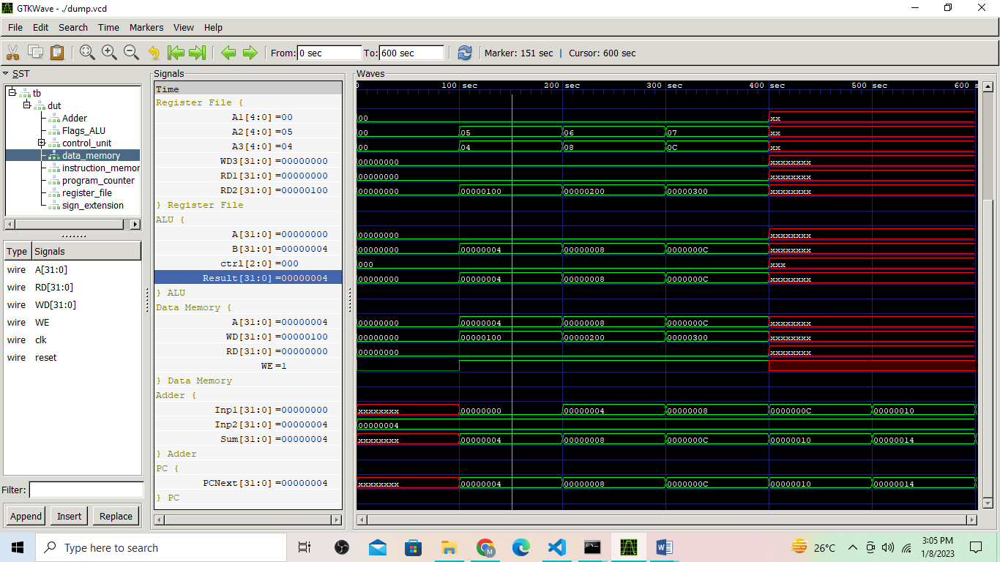 GTKWave - ./dump.vcd
File Edit Search Time Markers View Help
From: 0 sec To: 600 sec Marker: 151 sec | Cursor: 600 sec
SST
tb
dut
Adder
Flags_ALU
control_unit
data_memory
instruction_memor
program_counter
register_file
sign_extension
Type Signals
wire A[31:0]
wire RD[31:0]
wire WD[31:0]
wire WE
wire clk
wire reset
Filter:
Append Insert Replace
Signals
Time
Register File {
A1[4:0] =00
A2[4:0] =05
A3[4:0] =04
WD3[31:0] =00000000
RD1[31:0] =00000000
RD2[31:0] =00000100
} Register File
ALU {
A[31:0] =00000000
B[31:0] =00000004
ctrl[2:0] =000
Result[31:0] =00000004
} ALU
Data Memory {
A[31:0] =00000004
WD[31:0] =00000100
RD[31:0] =00000000
WE =1
} Data Memory
Adder {
Inp1[31:0] =00000000
Inp2[31:0] =00000004
Sum[31:0] =00000004
} Adder
PC {
PCNext[31:0] =00000004
} PC
Waves
0 100 sec 200 sec 300 sec 400 sec 500 sec 600 s
00 xx
00 05 06 07 xx
00 04 08 0C xx
00000000 xxxxxxxx
00000000 xxxxxxxx
00000000 00000100 00000200 00000300 xxxxxxxx
00000000 xxxxxxxx
00000000 00000004 00000008 0000000C xxxxxxxx
000 xxx
00000000 00000004 00000008 0000000C xxxxxxxx
00000000 00000004 00000008 0000000C xxxxxxxx
00000000 00000100 00000200 00000300 xxxxxxxx
00000000 xxxxxxxx
xxxxxxxx 00000000 00000004 00000008 0000000C 00000010
00000004
xxxxxxxx 00000004 00000008 0000000C 00000010 00000014
xxxxxxxx 00000004 00000008 0000000C 00000010 00000014
Type here to search
26°C
3:05 PM
1/8/2023